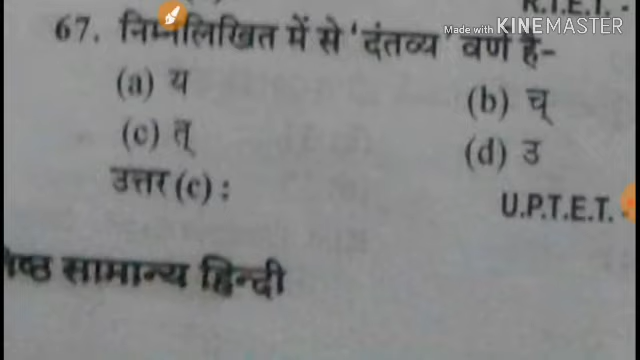 R.T.E.T. -
Made with KINEMASTER
67. निम्नलिखित में से 'दंतव्य' वर्ण है-
(a) य (b) च्
(c) त् (d) उ
उत्तर (c) :
U.P.T.E.T. -
सामान्य हिन्दी